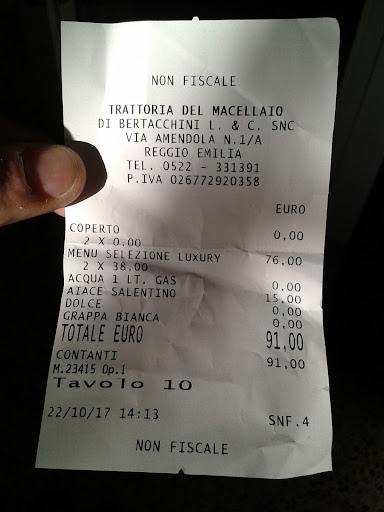 NON FISCALE
TRATTORIA DEL MACELLAIO
DI BERTACCHINI L. & C. SNC
VIA AMENDOLA N.1/A
REGGIO EMILIA
TEL. 0522 - 331391
P.IVA 026772920358
EURO
COPERTO 0,00
2 X 0.00
MENU SELEZIONE LUXURY 76,00
2 X 38.00
ACQUA 1 LT. GAS 0.00
AIACE SALENTINO 15,00
DOLCE 0,00
GRAPPA BIANCA 0,00
TOTALE EURO 91,00
CONTANTI 91,00
M.23415 Op.1
Tavolo 10
22/10/17 14:13 SNF.4
NON FISCALE